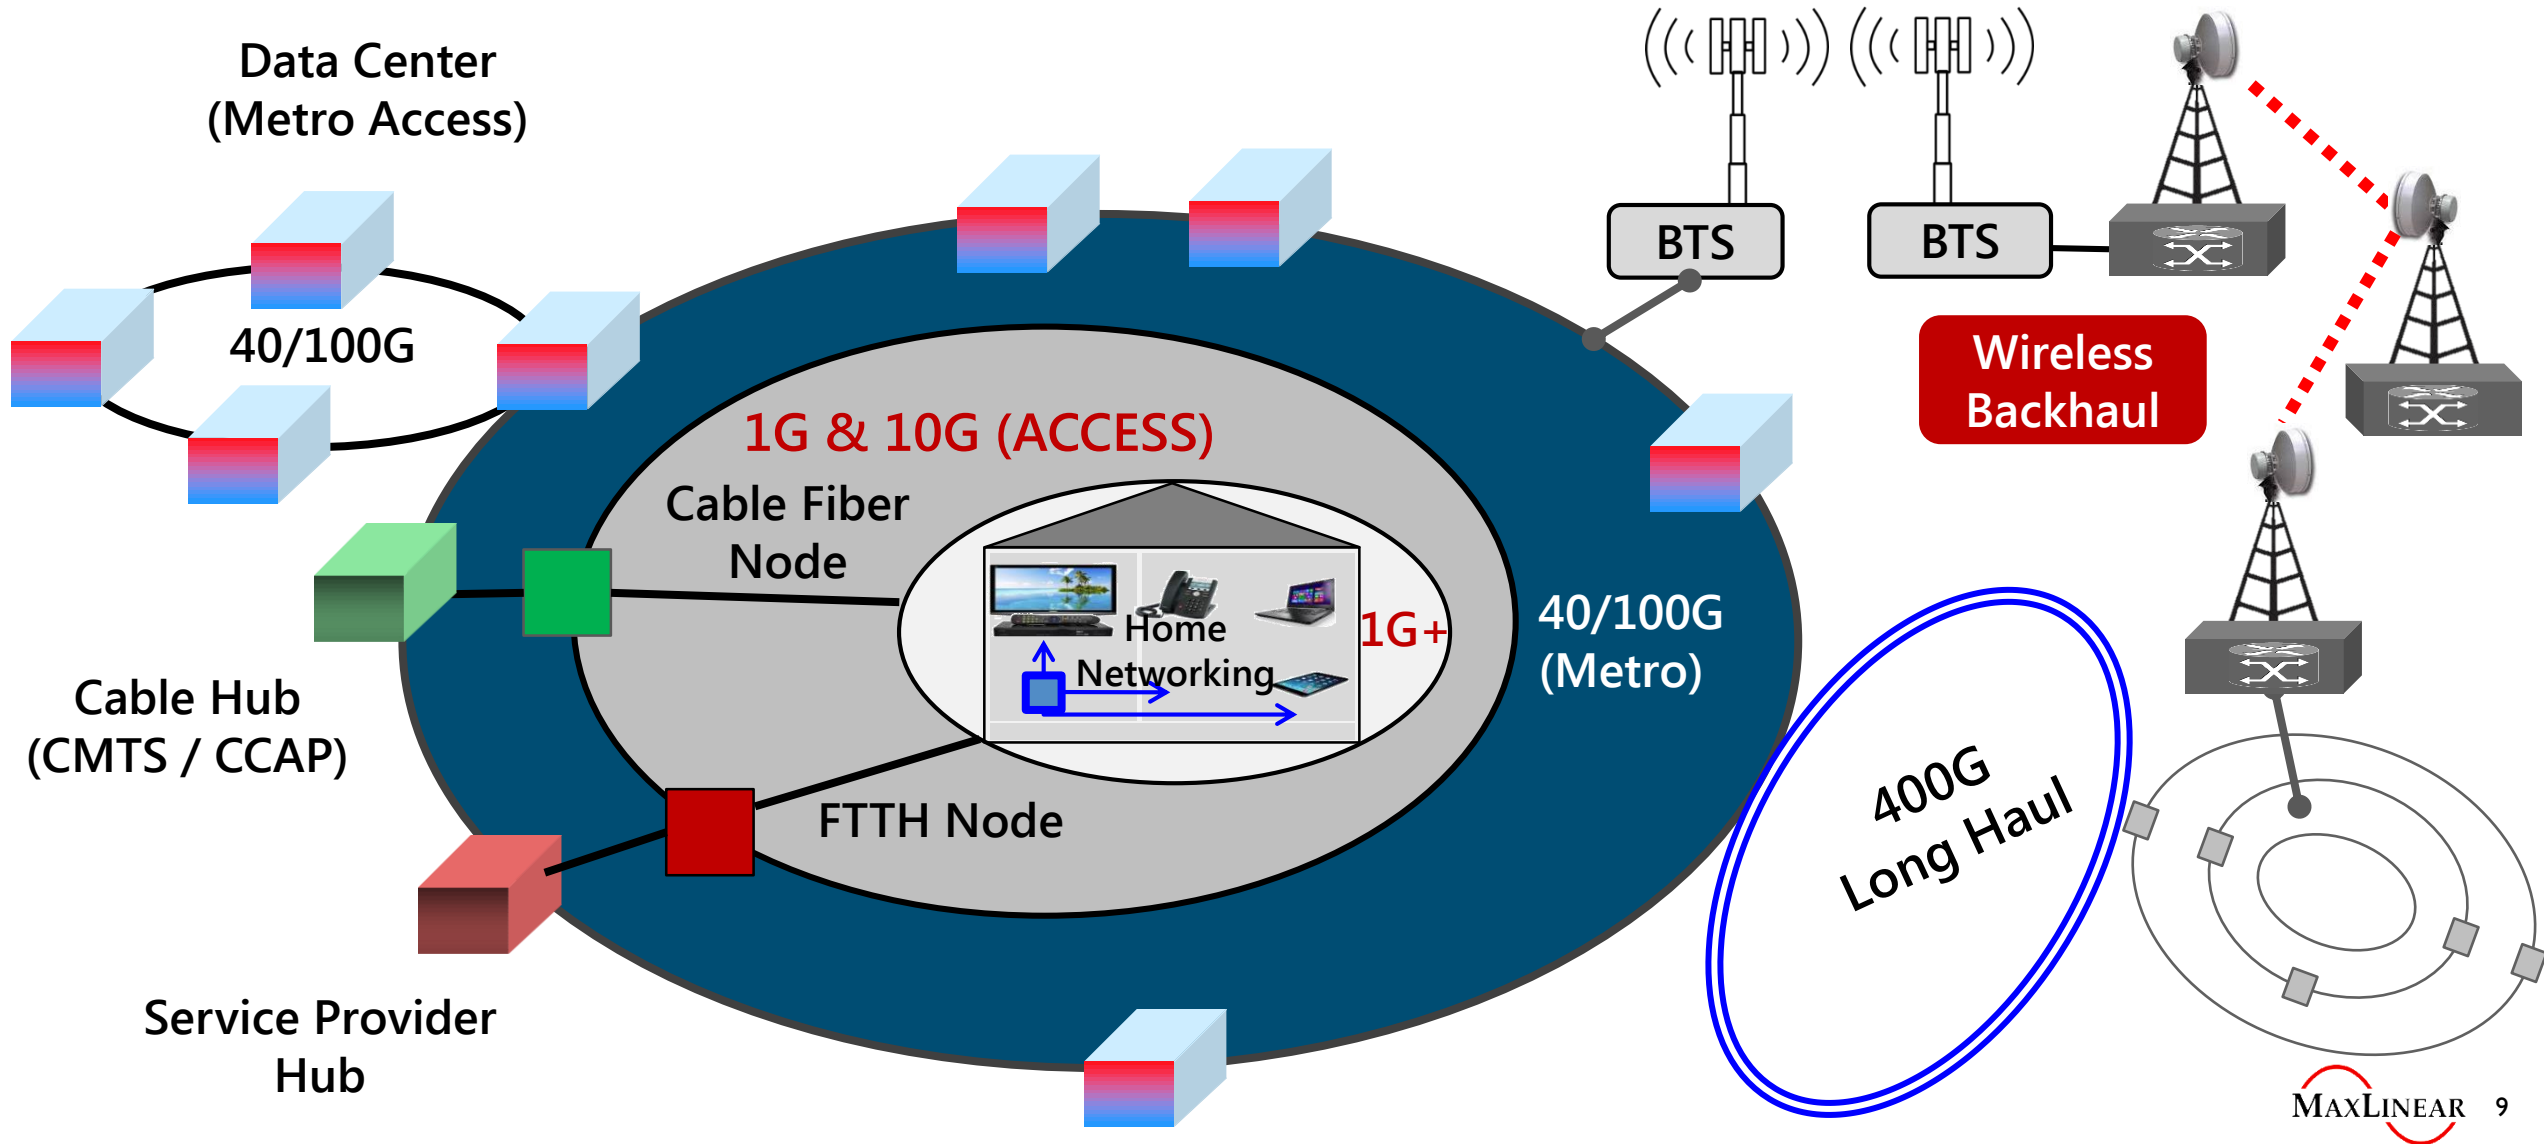 Data Center
(Metro Access)
40/100G
BTS
BTS
Wireless
Backhaul
1G & 10G (ACCESS)
Cable Fiber
Node
Home
Networking
1G+
40/100G
(Metro)
Cable Hub
(CMTS / CCAP)
FTTH Node
400G
Long Haul
Service Provider
Hub
MAXLINEAR 9